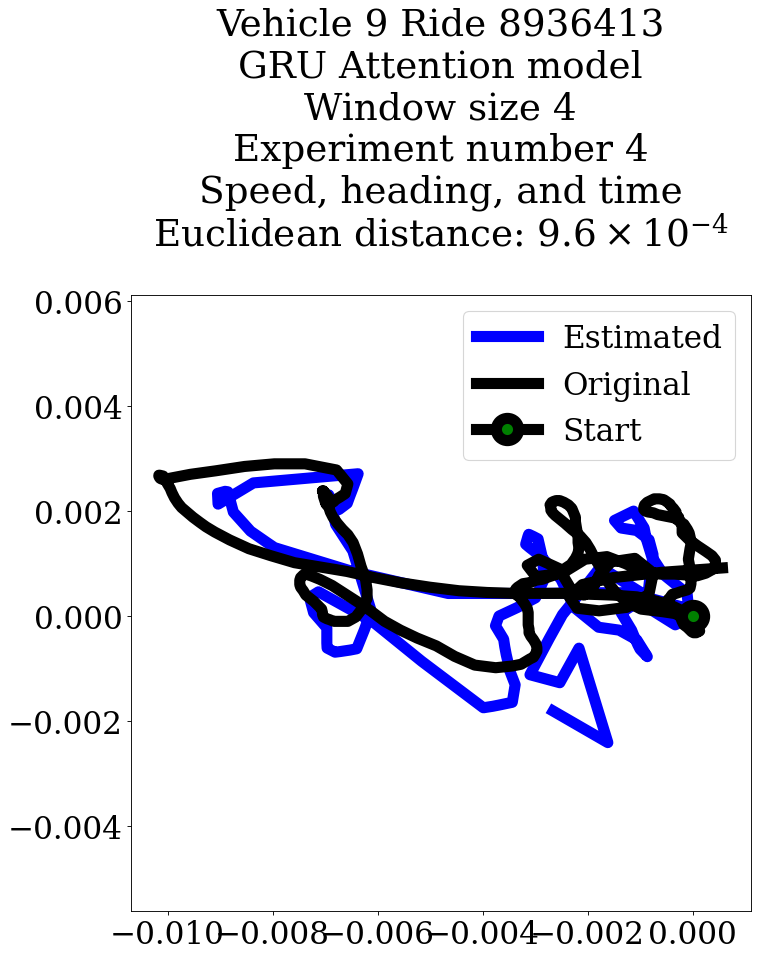 Vehicle 9 Ride 8936413
GRU Attention model
Window size 4
Experiment number 4
Speed, heading, and time
Euclidean distance: 9.6 × 10⁻⁴
0.006
Estimated
Original
Start
0.004
0.002
0.000
−0.002
−0.004
−0.010 −0.008 −0.006 −0.004 −0.002 0.000